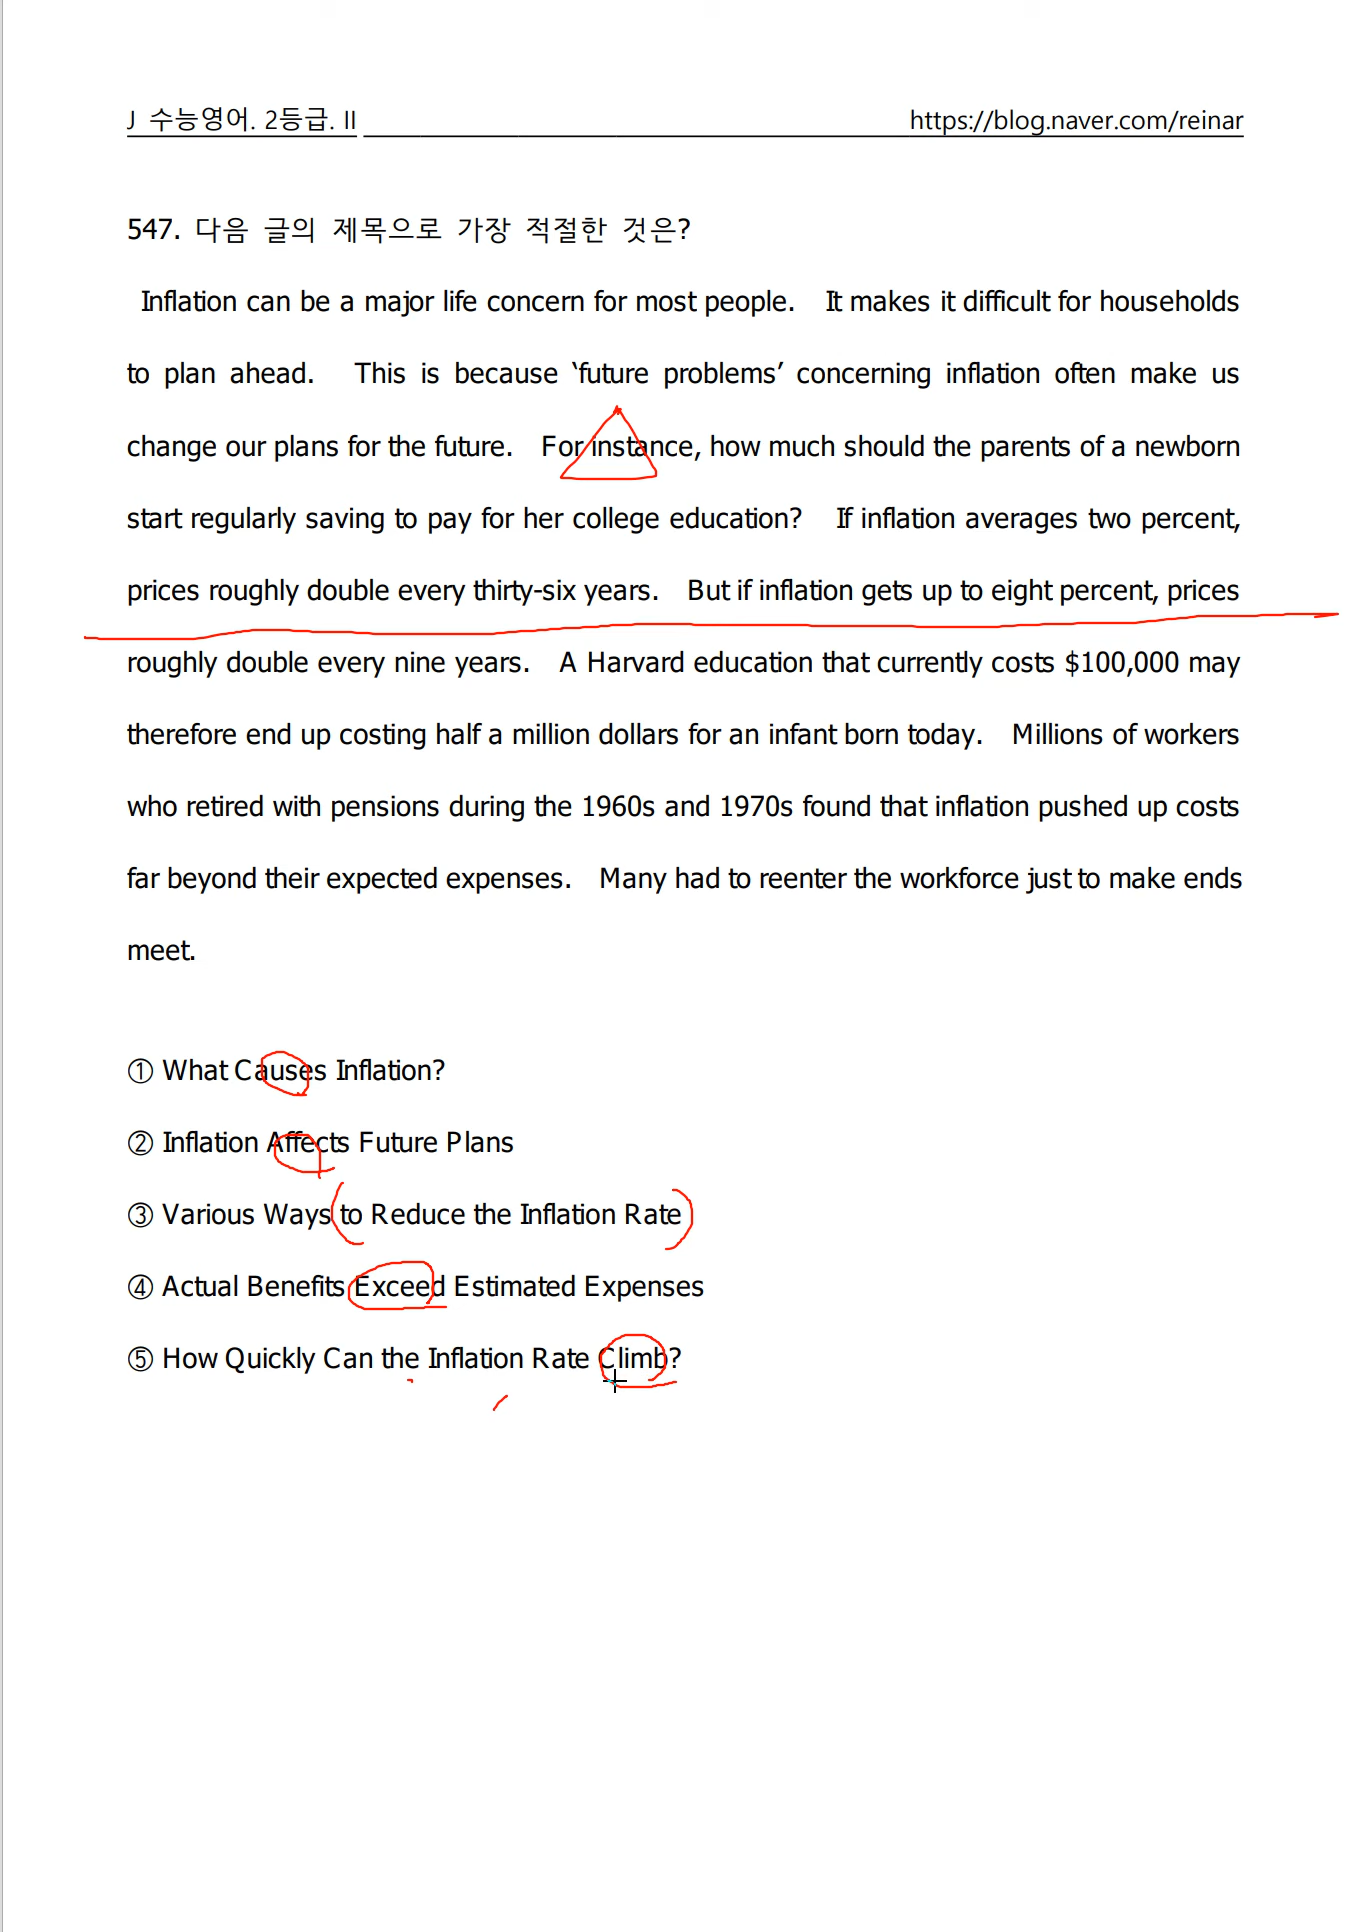 J 수능영어. 2등급. II https://blog.naver.com/reinar
547. 다음 글의 제목으로 가장 적절한 것은?
Inflation can be a major life concern for most people. It makes it difficult for households
to plan ahead. This is because ‘future problems’ concerning inflation often make us
change our plans for the future. For instance, how much should the parents of a newborn
start regularly saving to pay for her college education? If inflation averages two percent,
prices roughly double every thirty-six years. But if inflation gets up to eight percent, prices
roughly double every nine years. A Harvard education that currently costs $100,000 may
therefore end up costing half a million dollars for an infant born today. Millions of workers
who retired with pensions during the 1960s and 1970s found that inflation pushed up costs
far beyond their expected expenses. Many had to reenter the workforce just to make ends
meet.
① What Causes Inflation?
② Inflation Affects Future Plans
③ Various Ways to Reduce the Inflation Rate
④ Actual Benefits Exceed Estimated Expenses
⑤ How Quickly Can the Inflation Rate Climb?